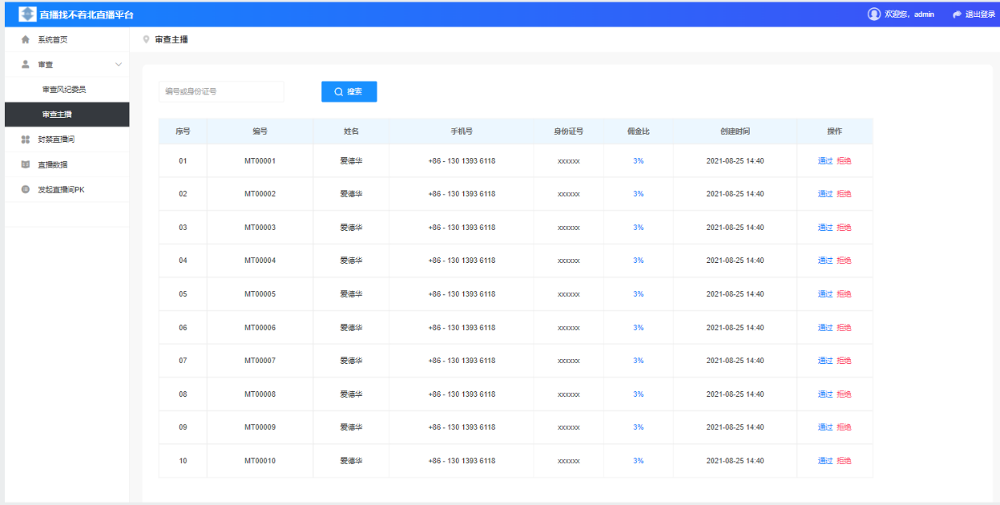 直播找不着北直播平台
欢迎您，admin 退出登录
系统首页
审查
审查风纪委员
审查主播
封禁直播间
直播数据
发起直播间PK
审查主播
编号或身份证号 搜索
序号 编号 姓名 手机号 身份证号 佣金比 创建时间 操作
01 MT00001 爱德华 +86 - 130 1393 6118 xxxxxx 3% 2021-08-25 14:40 通过 拒绝
02 MT00002 爱德华 +86 - 130 1393 6118 xxxxxx 3% 2021-08-25 14:40 通过 拒绝
03 MT00003 爱德华 +86 - 130 1393 6118 xxxxxx 3% 2021-08-25 14:40 通过 拒绝
04 MT00004 爱德华 +86 - 130 1393 6118 xxxxxx 3% 2021-08-25 14:40 通过 拒绝
05 MT00005 爱德华 +86 - 130 1393 6118 xxxxxx 3% 2021-08-25 14:40 通过 拒绝
06 MT00006 爱德华 +86 - 130 1393 6118 xxxxxx 3% 2021-08-25 14:40 通过 拒绝
07 MT00007 爱德华 +86 - 130 1393 6118 xxxxxx 3% 2021-08-25 14:40 通过 拒绝
08 MT00008 爱德华 +86 - 130 1393 6118 xxxxxx 3% 2021-08-25 14:40 通过 拒绝
09 MT00009 爱德华 +86 - 130 1393 6118 xxxxxx 3% 2021-08-25 14:40 通过 拒绝
10 MT00010 爱德华 +86 - 130 1393 6118 xxxxxx 3% 2021-08-25 14:40 通过 拒绝